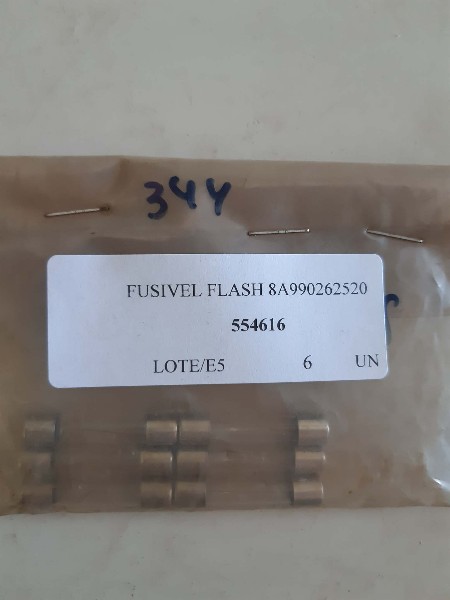 344
FUSIVEL FLASH 8A990262520
554616
LOTE/E5 6 UN